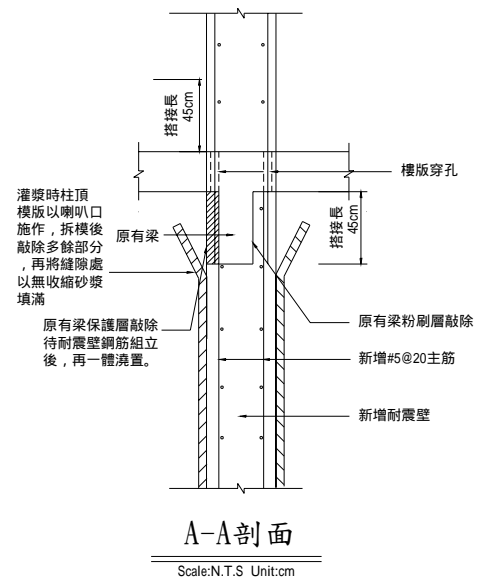 搭接長
45cm
樓版穿孔
灌漿時柱頂
模版以喇叭口
施作，拆模後
敲除多餘部分
，再將縫隙處
以無收縮砂漿
填滿
原有梁
搭接長
45cm
原有梁保護層敲除
待耐震壁鋼筋組立
後，再一體澆置。
原有梁粉刷層敲除
新增#5@20主筋
新增耐震壁
A-A剖面
Scale:N.T.S Unit:cm